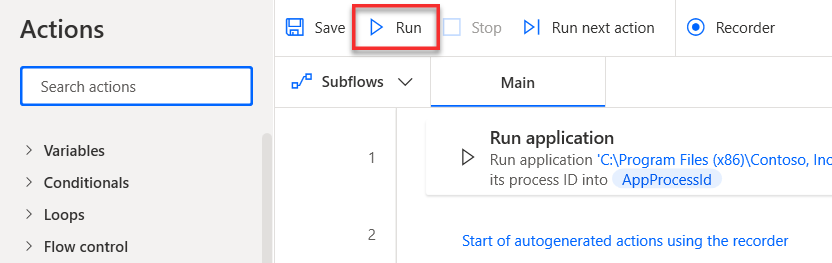 Actions
Save
Run
Stop
Run next action
Recorder
Search actions
Subflows
Main
Variables
Conditionals
Loops
Flow control
1
Run application
Run application 'C:\Program Files (x86)\Contoso, Inc
its process ID into AppProcessId
2
Start of autogenerated actions using the recorder